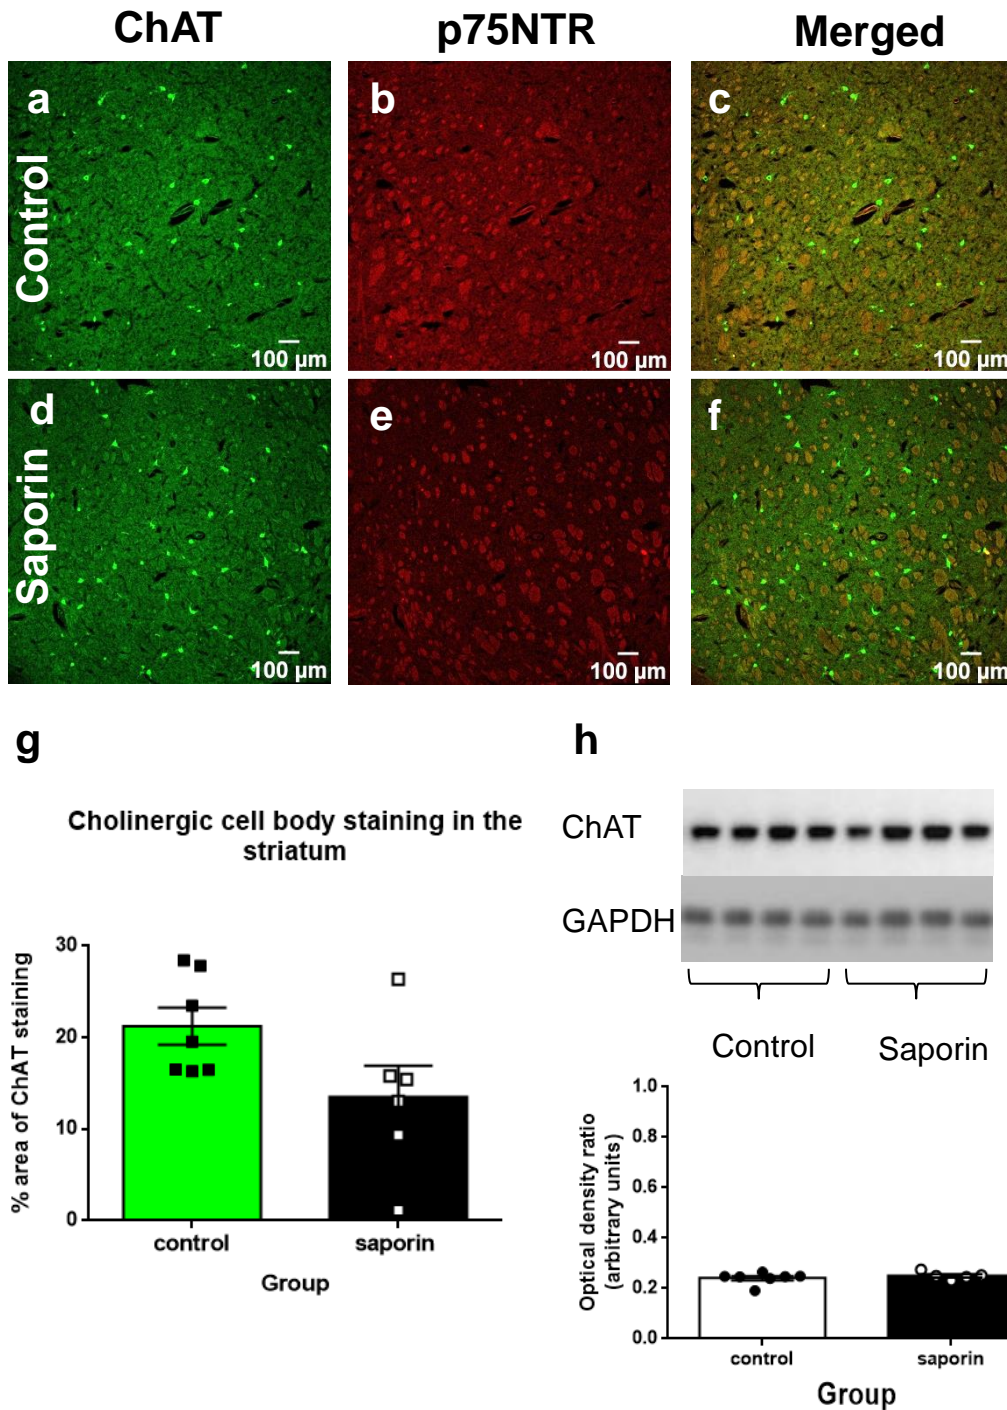 ChAT
p75NTR
Merged
Control
a
100 µm
b
100 µm
c
100 µm
Saporin
d
100 µm
e
100 µm
f
100 µm
g
Cholinergic cell body staining in the
striatum
% area of ChAT staining
30
20
10
0
control
saporin
Group
h
ChAT
GAPDH
Control
Saporin
Optical density ratio
(arbitrary units)
1.0
0.8
0.6
0.4
0.2
0.0
control
saporin
Group